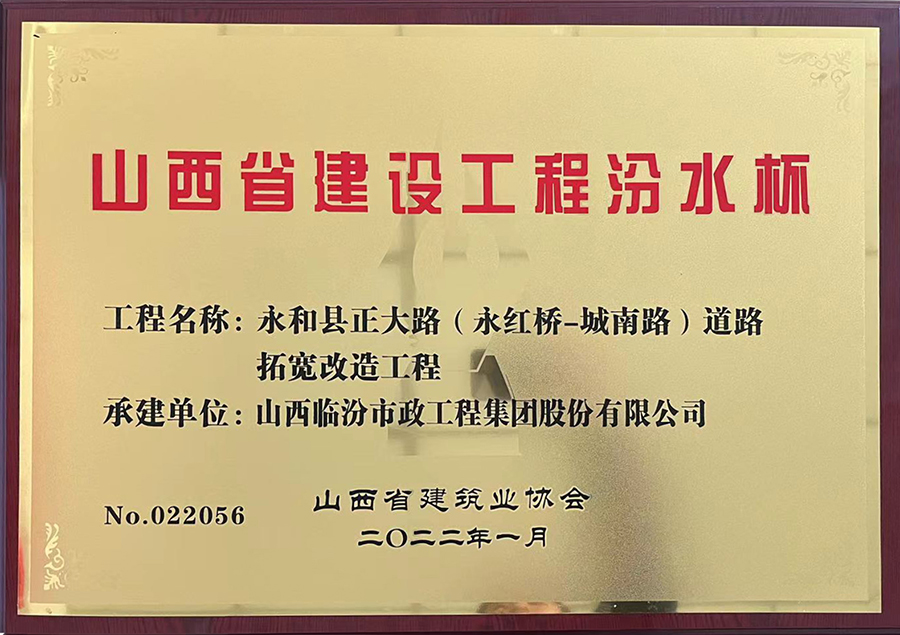 山西省建设工程汾水杯
工程名称：永和县正大路（永红桥-城南路）道路
拓宽改造工程
承建单位：山西临汾市政工程集团股份有限公司
山西省建筑业协会
No.022056
二〇二二年一月